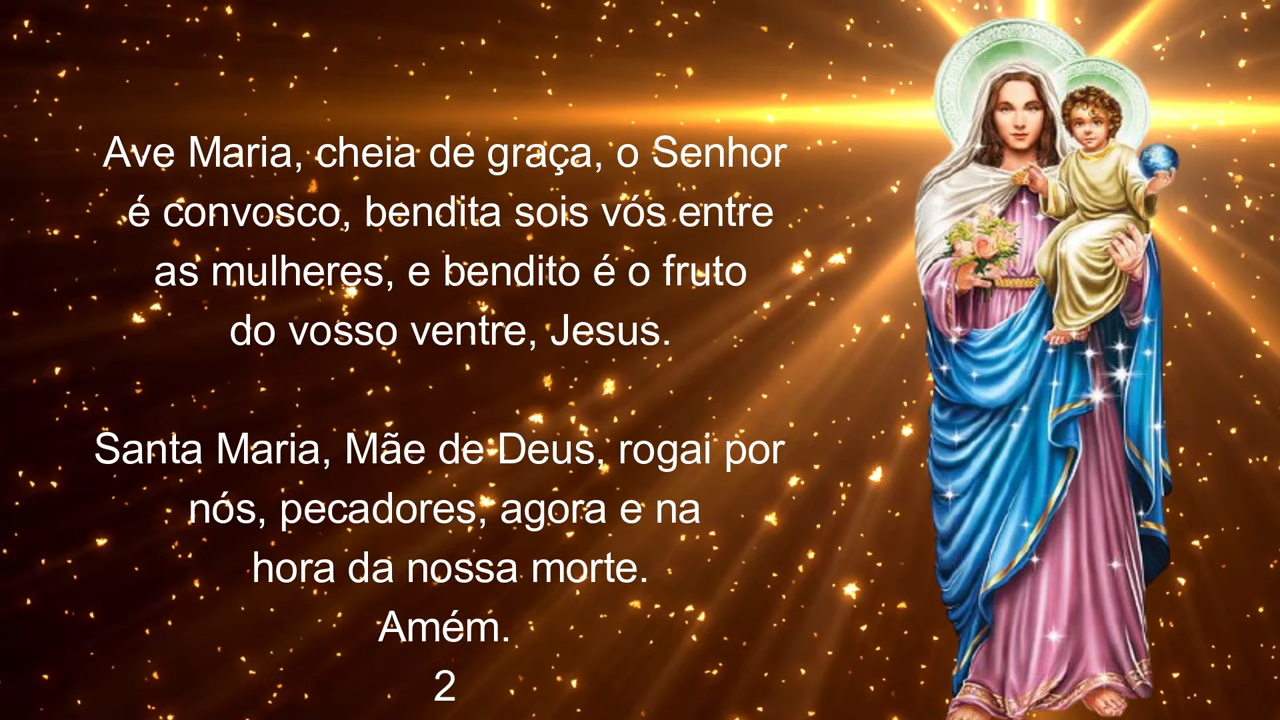 Ave Maria, cheia de graça, o Senhor
é convosco, bendita sois vós entre
as mulheres, e bendito é o fruto
do vosso ventre, Jesus.
Santa Maria, Mãe de Deus, rogai por
nós, pecadores, agora e na
hora da nossa morte.
Amém.
2